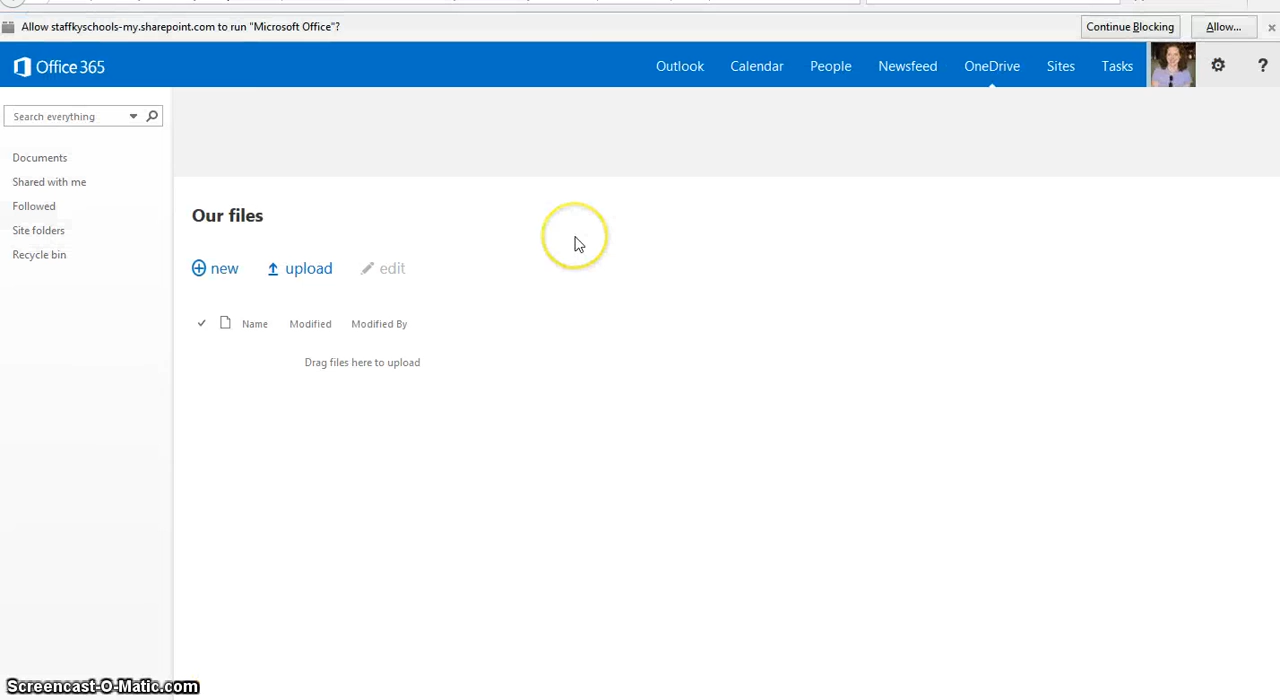 Allow staffkyschools-my.sharepoint.com to run "Microsoft Office"?
Continue Blocking
Allow...
Office 365
Outlook
Calendar
People
Newsfeed
OneDrive
Sites
Tasks
?
Search everything
Documents
Shared with me
Followed
Site folders
Recycle bin
Our files
new
upload
edit
Name
Modified
Modified By
Drag files here to upload
Screencast-O-Matic.com